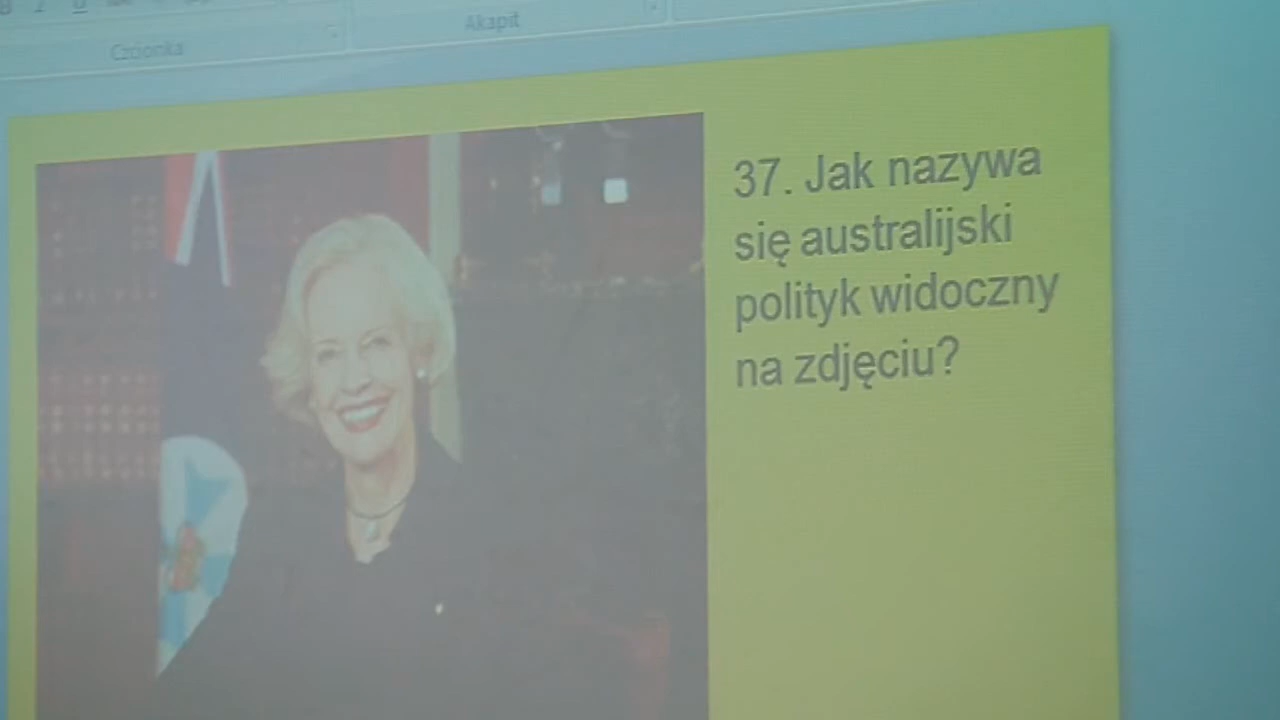 Czcionka
Akapit
37. Jak nazywa
się australijski
polityk widoczny
na zdjęciu?